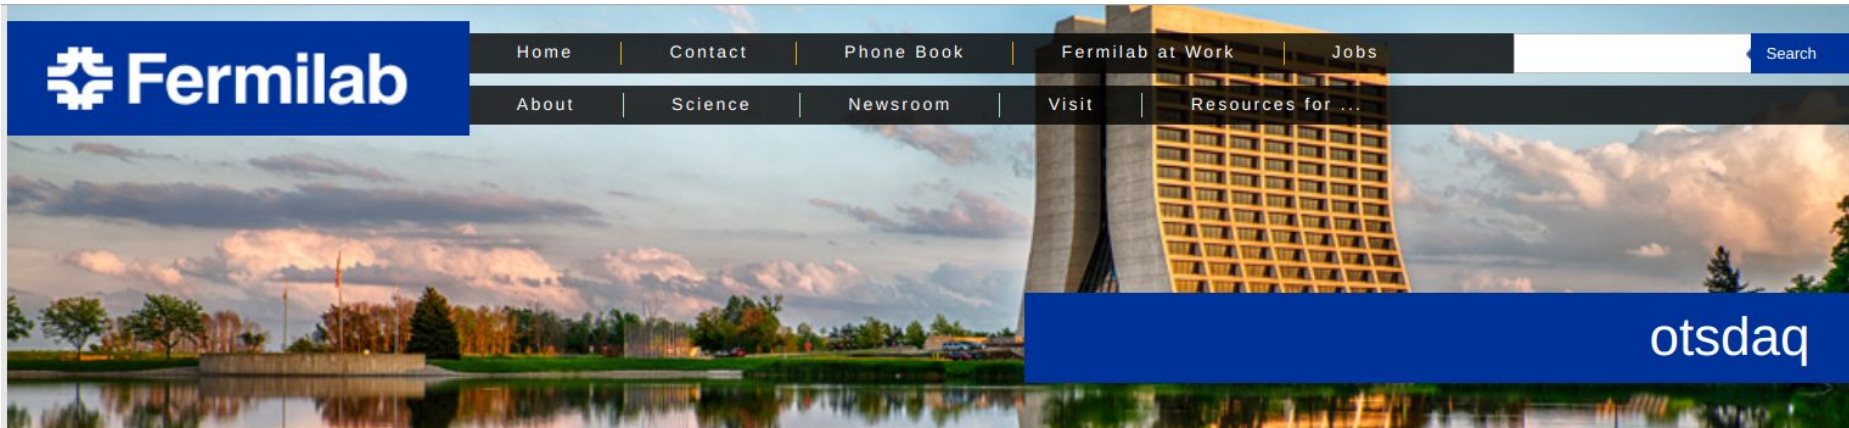 Fermilab
Home Contact Phone Book Fermilab at Work Jobs Search
About Science Newsroom Visit Resources for ...
otsdaq